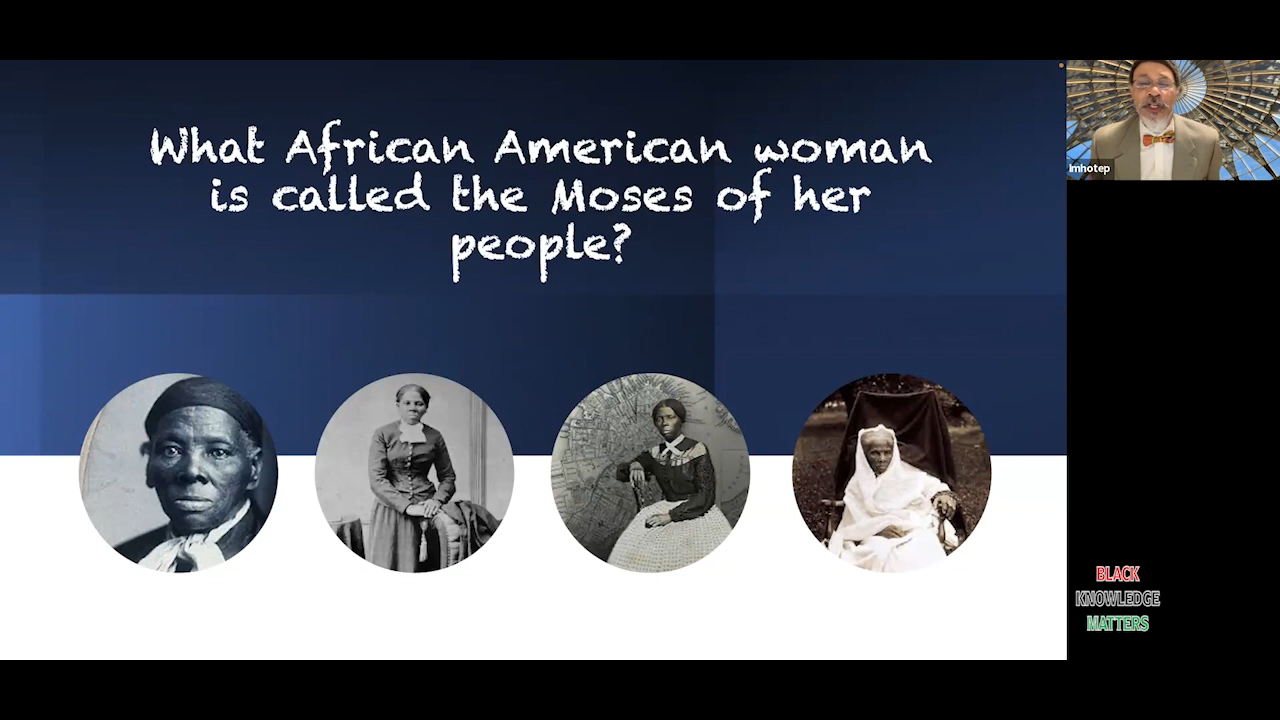 What African American woman
is called the Moses of her
people?
Imhotep
BLACK
KNOWLEDGE
MATTERS